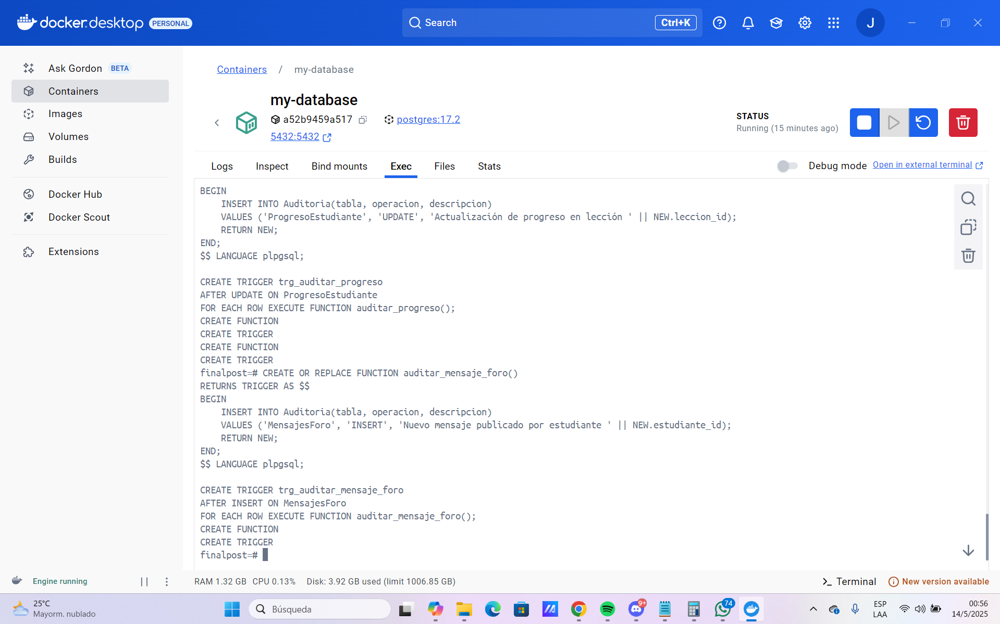 docker desktop PERSONAL
Search
Ctrl+K
J
Ask Gordon BETA
Containers
Images
Volumes
Builds
Docker Hub
Docker Scout
Extensions
Containers / my-database
my-database
a52b9459a517 postgres:17.2
5432:5432
STATUS
Running (15 minutes ago)
Logs Inspect Bind mounts Exec Files Stats
Debug mode Open in external terminal
BEGIN
    INSERT INTO Auditoria(tabla, operacion, descripcion)
    VALUES ('ProgresoEstudiante', 'UPDATE', 'Actualización de progreso en lección ' || NEW.leccion_id);
    RETURN NEW;
END;
$$ LANGUAGE plpgsql;
CREATE TRIGGER trg_auditar_progreso
AFTER UPDATE ON ProgresoEstudiante
FOR EACH ROW EXECUTE FUNCTION auditar_progreso();
CREATE FUNCTION
CREATE TRIGGER
CREATE FUNCTION
CREATE TRIGGER
finalpost=# CREATE OR REPLACE FUNCTION auditar_mensaje_foro()
RETURNS TRIGGER AS $$
BEGIN
    INSERT INTO Auditoria(tabla, operacion, descripcion)
    VALUES ('MensajesForo', 'INSERT', 'Nuevo mensaje publicado por estudiante ' || NEW.estudiante_id);
    RETURN NEW;
END;
$$ LANGUAGE plpgsql;
CREATE TRIGGER trg_auditar_mensaje_foro
AFTER INSERT ON MensajesForo
FOR EACH ROW EXECUTE FUNCTION auditar_mensaje_foro();
CREATE FUNCTION
CREATE TRIGGER
finalpost=#
Engine running
RAM 1.32 GB CPU 0.13% Disk: 3.92 GB used (limit 1006.85 GB)
Terminal
New version available
25°C
Mayorm. nublado
Búsqueda
9+
74
ESP
LAA
00:56
14/5/2025